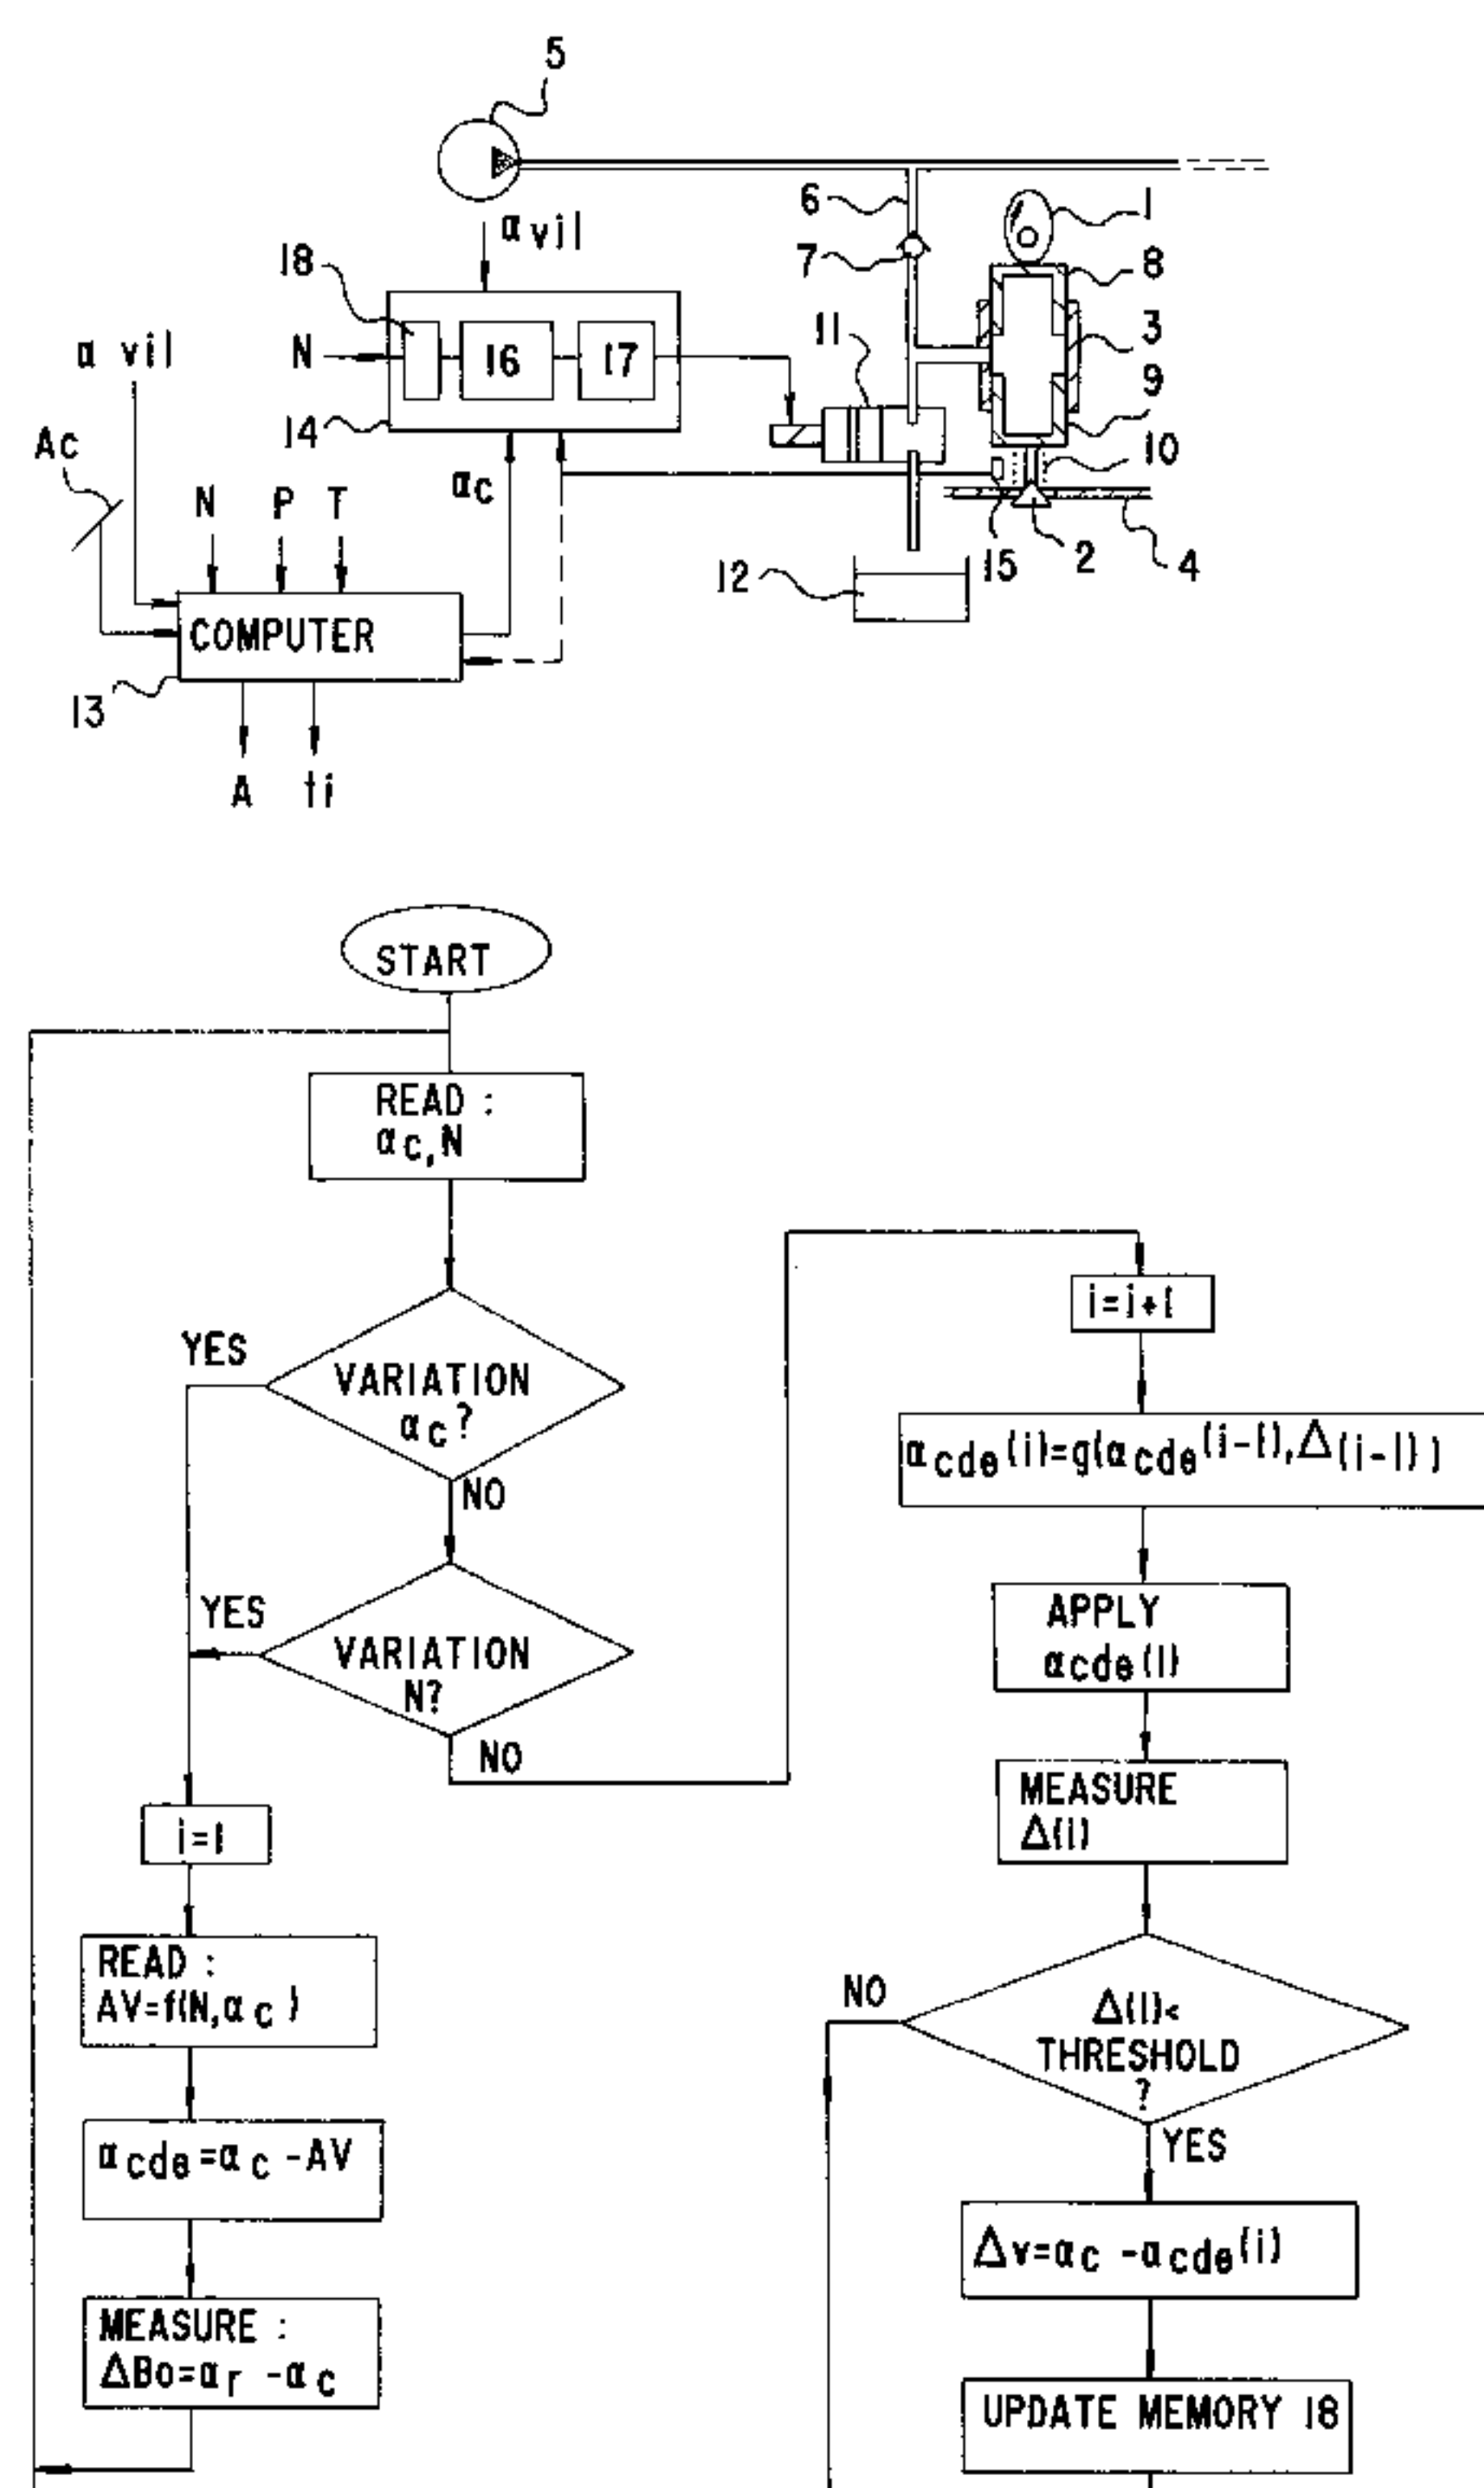 5
6
1
α vil
7
8
18
11
3
α vil
N
16
17
9
14
Ac
10
αc
N P T
15
2
4
12
COMPUTER
13
A ti
START
READ :
αc, N
i=i+1
YES
VARIATION
αc?
NO
αcde(i)=g(αcde(i-1),Δ(i-1))
YES
VARIATION
N?
NO
APPLY
αcde(i)
MEASURE
Δ(i)
i=1
READ :
AV=f(N,αc)
NO
Δ(i)<
THRESHOLD
?
YES
αcde=αc -AV
Δv=αc -αcde(i)
MEASURE :
ΔBo=αr -αc
UPDATE MEMORY 18